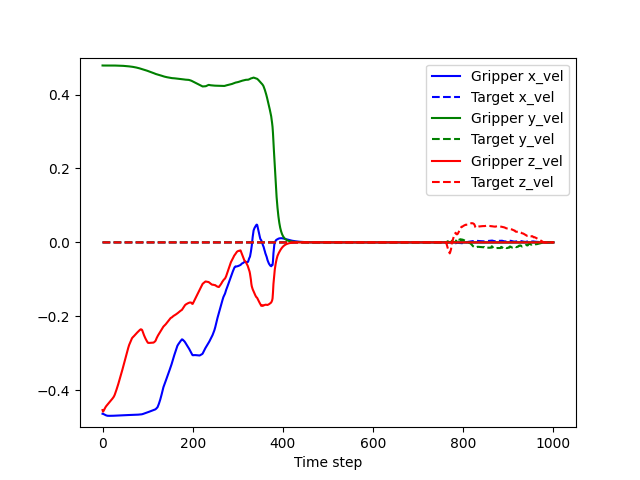 Gripper x_vel
Target x_vel
Gripper y_vel
Target y_vel
Gripper z_vel
Target z_vel
0.4
0.2
0.0
−0.2
−0.4
0 200 400 600 800 1000
Time step